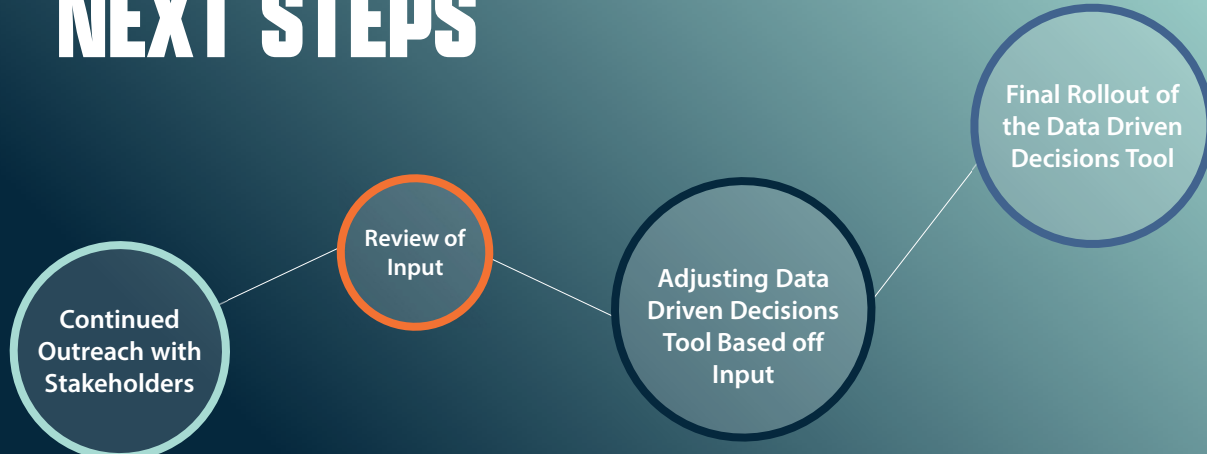 NEXT STEPS
Continued
Outreach with
Stakeholders
Review of
Input
Adjusting Data
Driven Decisions
Tool Based off
Input
Final Rollout of
the Data Driven
Decisions Tool